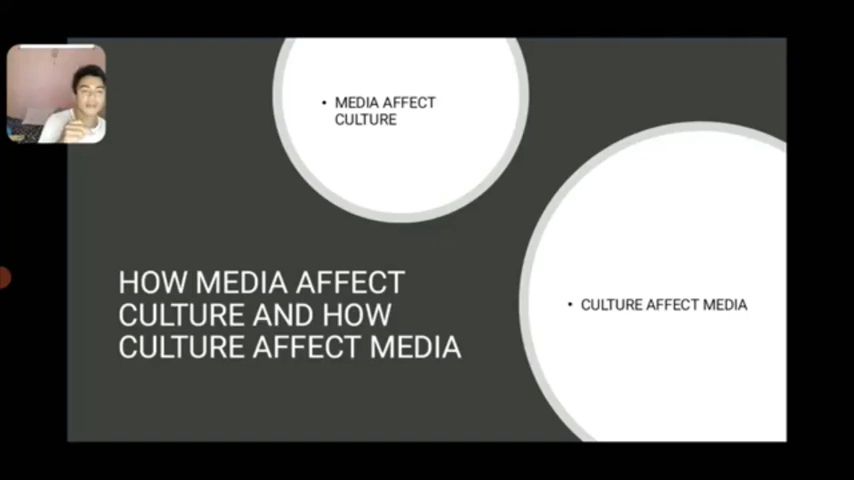 • MEDIA AFFECT
CULTURE
HOW MEDIA AFFECT
CULTURE AND HOW
CULTURE AFFECT MEDIA
• CULTURE AFFECT MEDIA